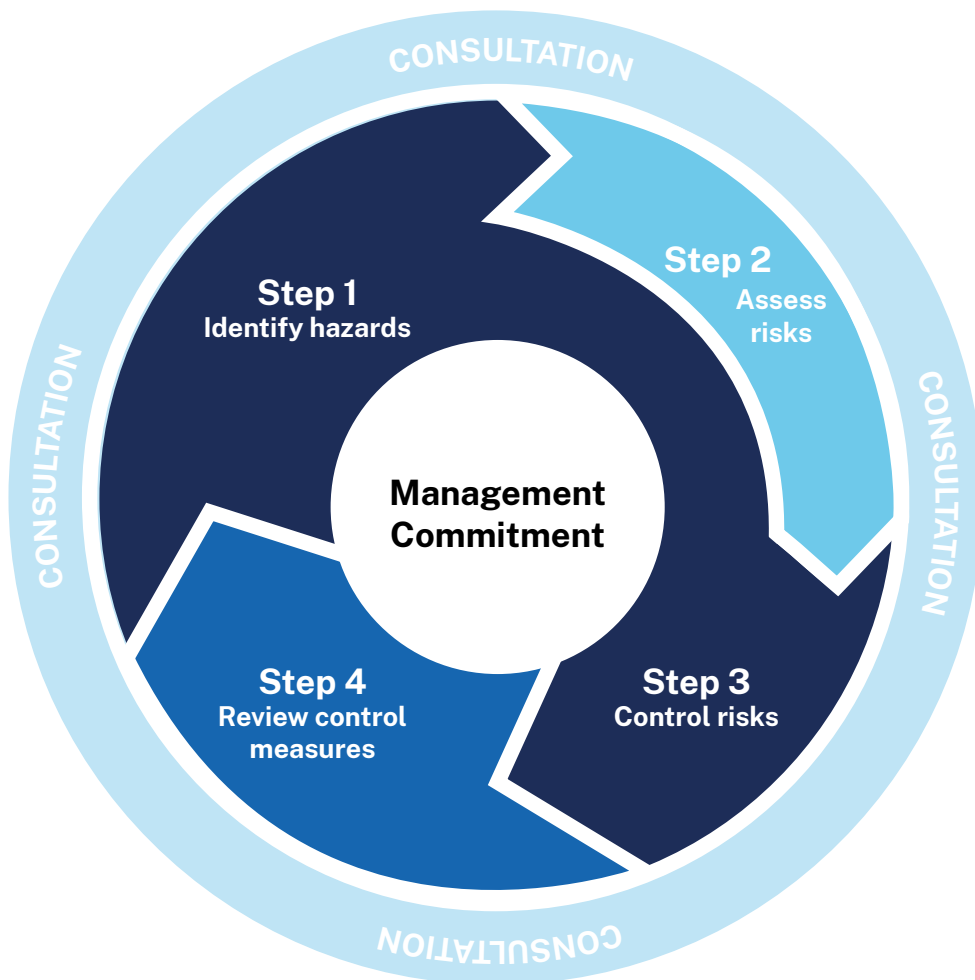 CONSULTATION
Step 1
Identify hazards
Step 2
Assess
risks
CONSULTATION
CONSULTATION
Management
Commitment
Step 4
Review control
measures
Step 3
Control risks
CONSULTATION